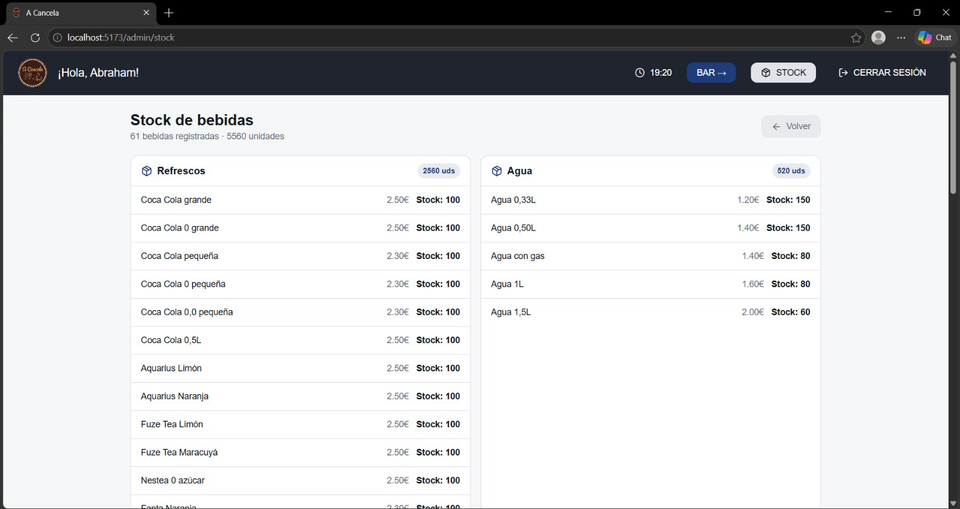 A Cancela
localhost:5173/admin/stock
Chat
A Cancela
¡Hola, Abraham!
19:20
BAR →
STOCK
CERRAR SESIÓN
Stock de bebidas
61 bebidas registradas · 5560 unidades
← Volver
Refrescos 2560 uds
Coca Cola grande 2.50€ Stock: 100
Coca Cola 0 grande 2.50€ Stock: 100
Coca Cola pequeña 2.30€ Stock: 100
Coca Cola 0 pequeña 2.30€ Stock: 100
Coca Cola 0,0 pequeña 2.30€ Stock: 100
Coca Cola 0,5L 2.50€ Stock: 100
Aquarius Limón 2.50€ Stock: 100
Aquarius Naranja 2.50€ Stock: 100
Fuze Tea Limón 2.50€ Stock: 100
Fuze Tea Maracuyá 2.50€ Stock: 100
Nestea 0 azúcar 2.50€ Stock: 100
Fanta Naranja 2.30€ Stock: 100
Agua 520 uds
Agua 0,33L 1.20€ Stock: 150
Agua 0,50L 1.40€ Stock: 150
Agua con gas 1.40€ Stock: 80
Agua 1L 1.60€ Stock: 80
Agua 1,5L 2.00€ Stock: 60